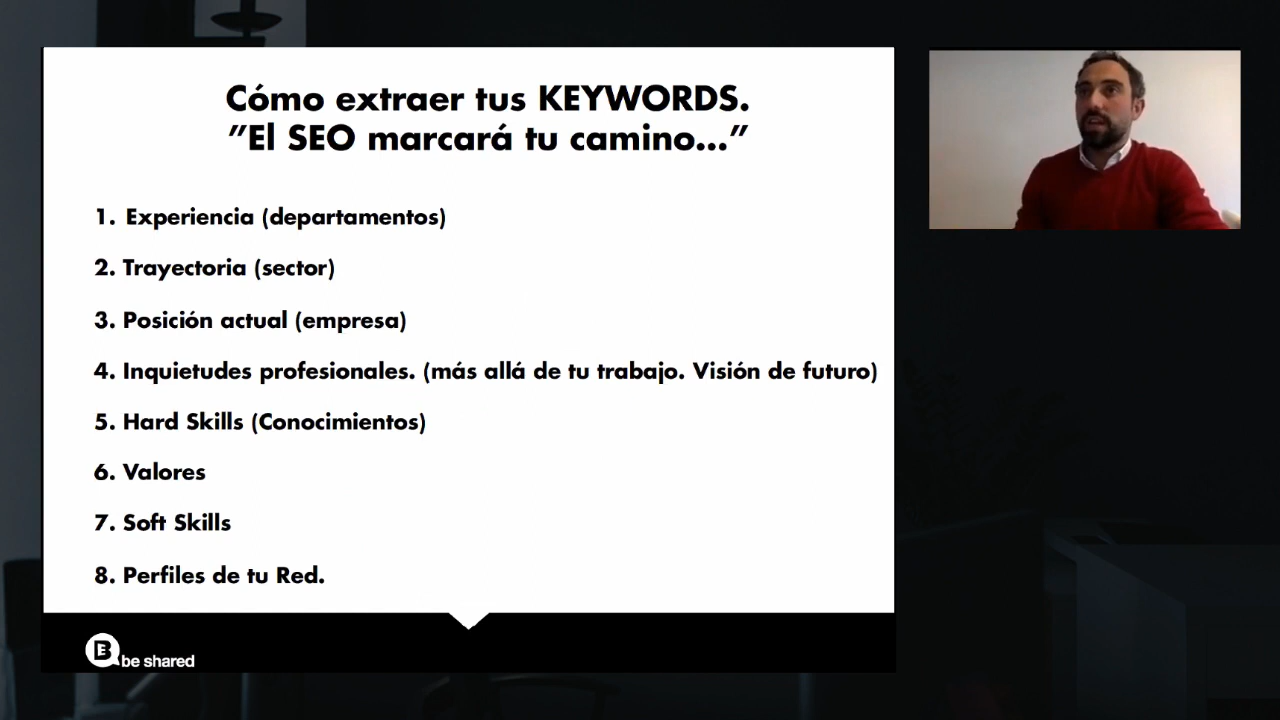 Cómo extraer tus KEYWORDS.
”El SEO marcará tu camino...”
1. Experiencia (departamentos)
2. Trayectoria (sector)
3. Posición actual (empresa)
4. Inquietudes profesionales. (más allá de tu trabajo. Visión de futuro)
5. Hard Skills (Conocimientos)
6. Valores
7. Soft Skills
8. Perfiles de tu Red.
B be shared